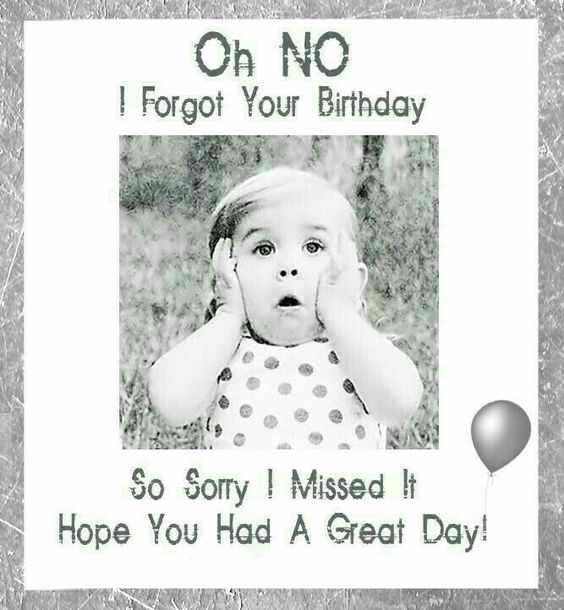 Oh NO
I Forgot Your Birthday
So Sorry I Missed It
Hope You Had A Great Day!